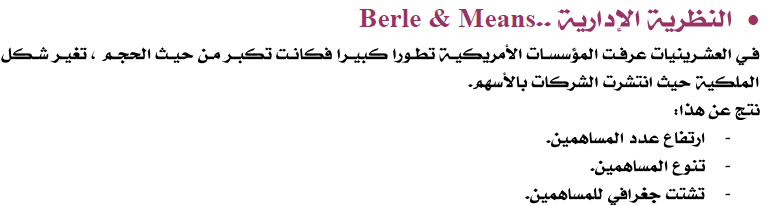 • النظرية الإدارية ..Berle & Means
في العشرينيات عرفت المؤسسات الأمريكية تطورا كبيرا فكانت تكبر من حيث الحجم ، تغير شكل
الملكية حيث انتشرت الشركات بالأسهم.
نتج عن هذا:
- ارتفاع عدد المساهمين.
- تنوع المساهمين.
- تشتت جغرافي للمساهمين.